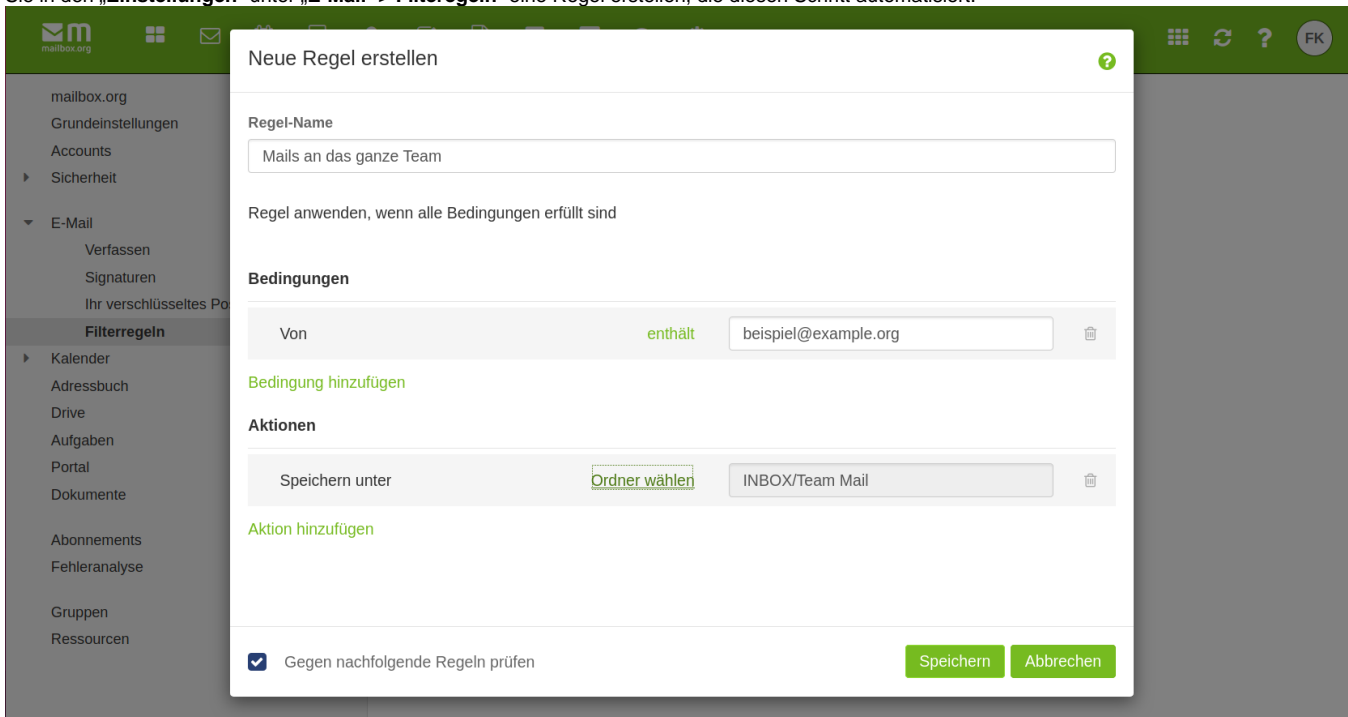 mailbox.org
FK
Neue Regel erstellen
mailbox.org
Grundeinstellungen
Accounts
Sicherheit
E-Mail
Verfassen
Signaturen
Ihr verschlüsseltes Po
Filterregeln
Kalender
Adressbuch
Drive
Aufgaben
Portal
Dokumente
Abonnements
Fehleranalyse
Gruppen
Ressourcen
Regel-Name
Mails an das ganze Team
Regel anwenden, wenn alle Bedingungen erfüllt sind
Bedingungen
Von enthält beispiel@example.org
Bedingung hinzufügen
Aktionen
Speichern unter Ordner wählen INBOX/Team Mail
Aktion hinzufügen
Gegen nachfolgende Regeln prüfen
Speichern Abbrechen